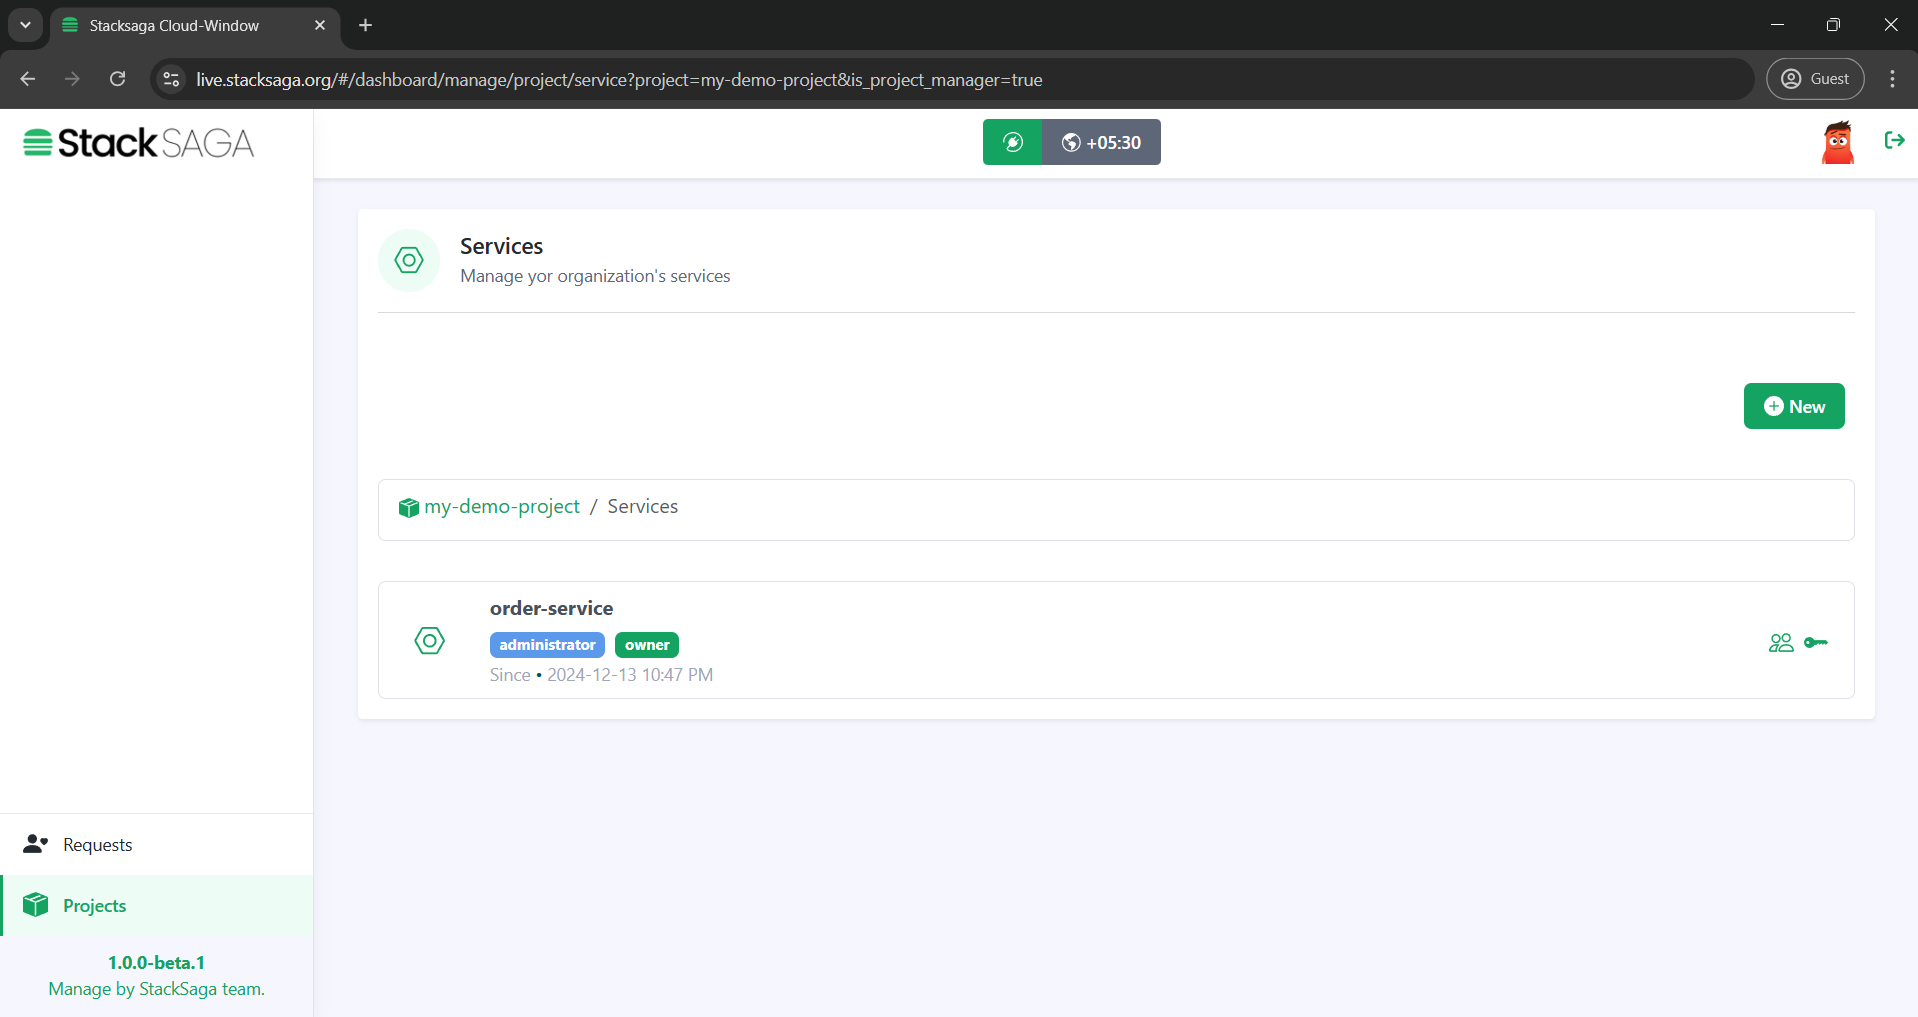 Stacksaga Cloud-Window
live.stacksaga.org/#/dashboard/manage/project/service?project=my-demo-project&is_project_manager=true
Guest
StackSAGA
+05:30
Services
Manage yor organization's services
New
my-demo-project / Services
order-service
administrator owner
Since • 2024-12-13 10:47 PM
Requests
Projects
1.0.0-beta.1
Manage by StackSaga team.